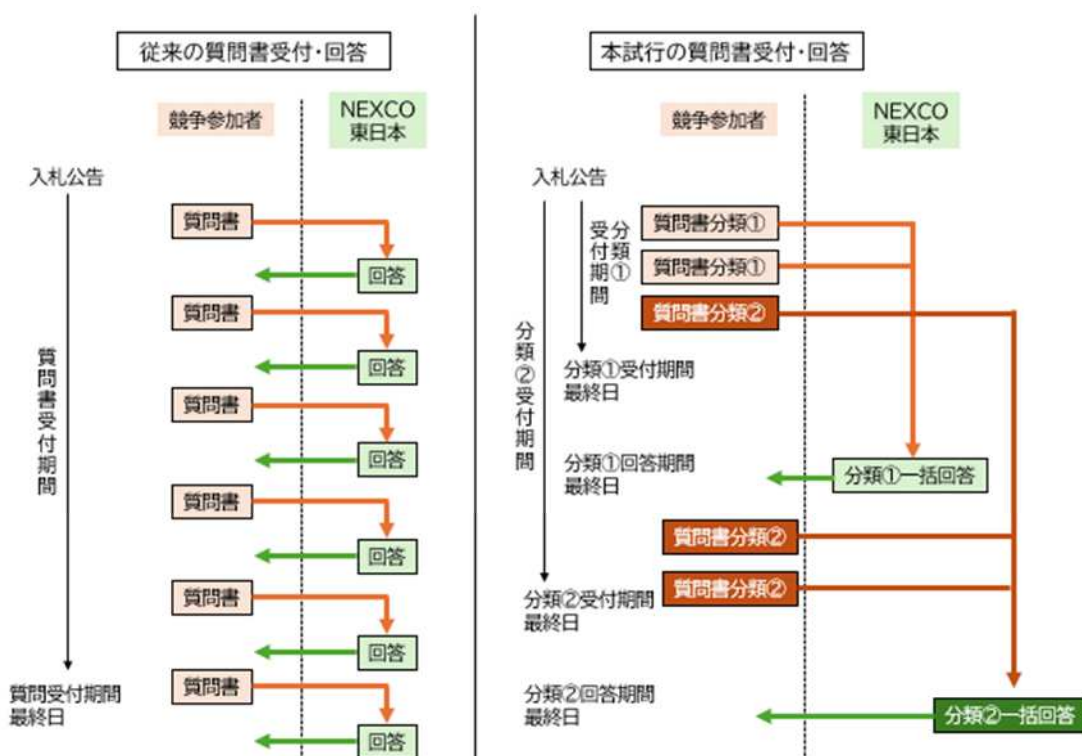 従来の質問書受付・回答
競争参加者
NEXCO
東日本
入札公告
質問書
回答
質問書
回答
質問書受付期間
質問書
回答
質問書
回答
質問書
回答
質問書
回答
質問受付期間
最終日
本試行の質問書受付・回答
競争参加者
NEXCO
東日本
入札公告
分類①
受付期間
質問書分類①
質問書分類①
質問書分類②
分類②受付期間
分類①受付期間
最終日
分類①回答期間
最終日
分類①一括回答
質問書分類②
質問書分類②
分類②受付期間
最終日
分類②回答期間
最終日
分類②一括回答